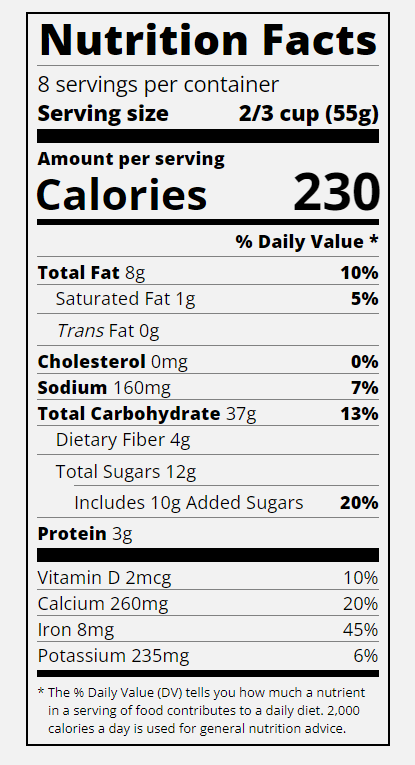 Nutrition Facts
8 servings per container
Serving size 2/3 cup (55g)
Amount per serving
Calories 230
% Daily Value *
Total Fat 8g 10%
Saturated Fat 1g 5%
Trans Fat 0g
Cholesterol 0mg 0%
Sodium 160mg 7%
Total Carbohydrate 37g 13%
Dietary Fiber 4g
Total Sugars 12g
Includes 10g Added Sugars 20%
Protein 3g
Vitamin D 2mcg 10%
Calcium 260mg 20%
Iron 8mg 45%
Potassium 235mg 6%
* The % Daily Value (DV) tells you how much a nutrient
in a serving of food contributes to a daily diet. 2,000
calories a day is used for general nutrition advice.